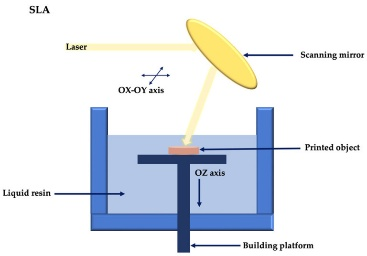 SLA
Laser
Scanning mirror
OX-OY axis
Printed object
OZ axis
Liquid resin
Building platform